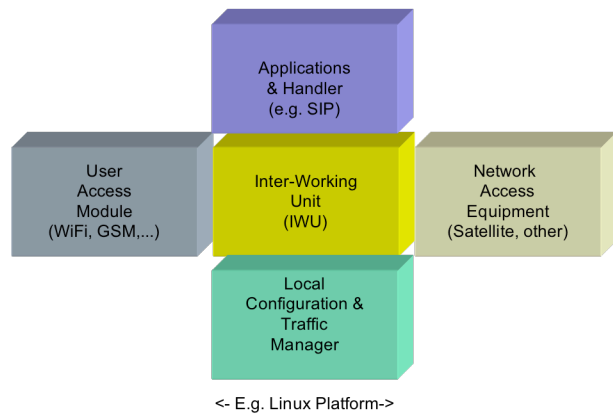 Applications
& Handler
(e.g. SIP)
User
Access
Module
(WiFi, GSM,...)
Inter-Working
Unit
(IWU)
Network
Access
Equipment
(Satellite, other)
Local
Configuration &
Traffic
Manager
<- E.g. Linux Platform->